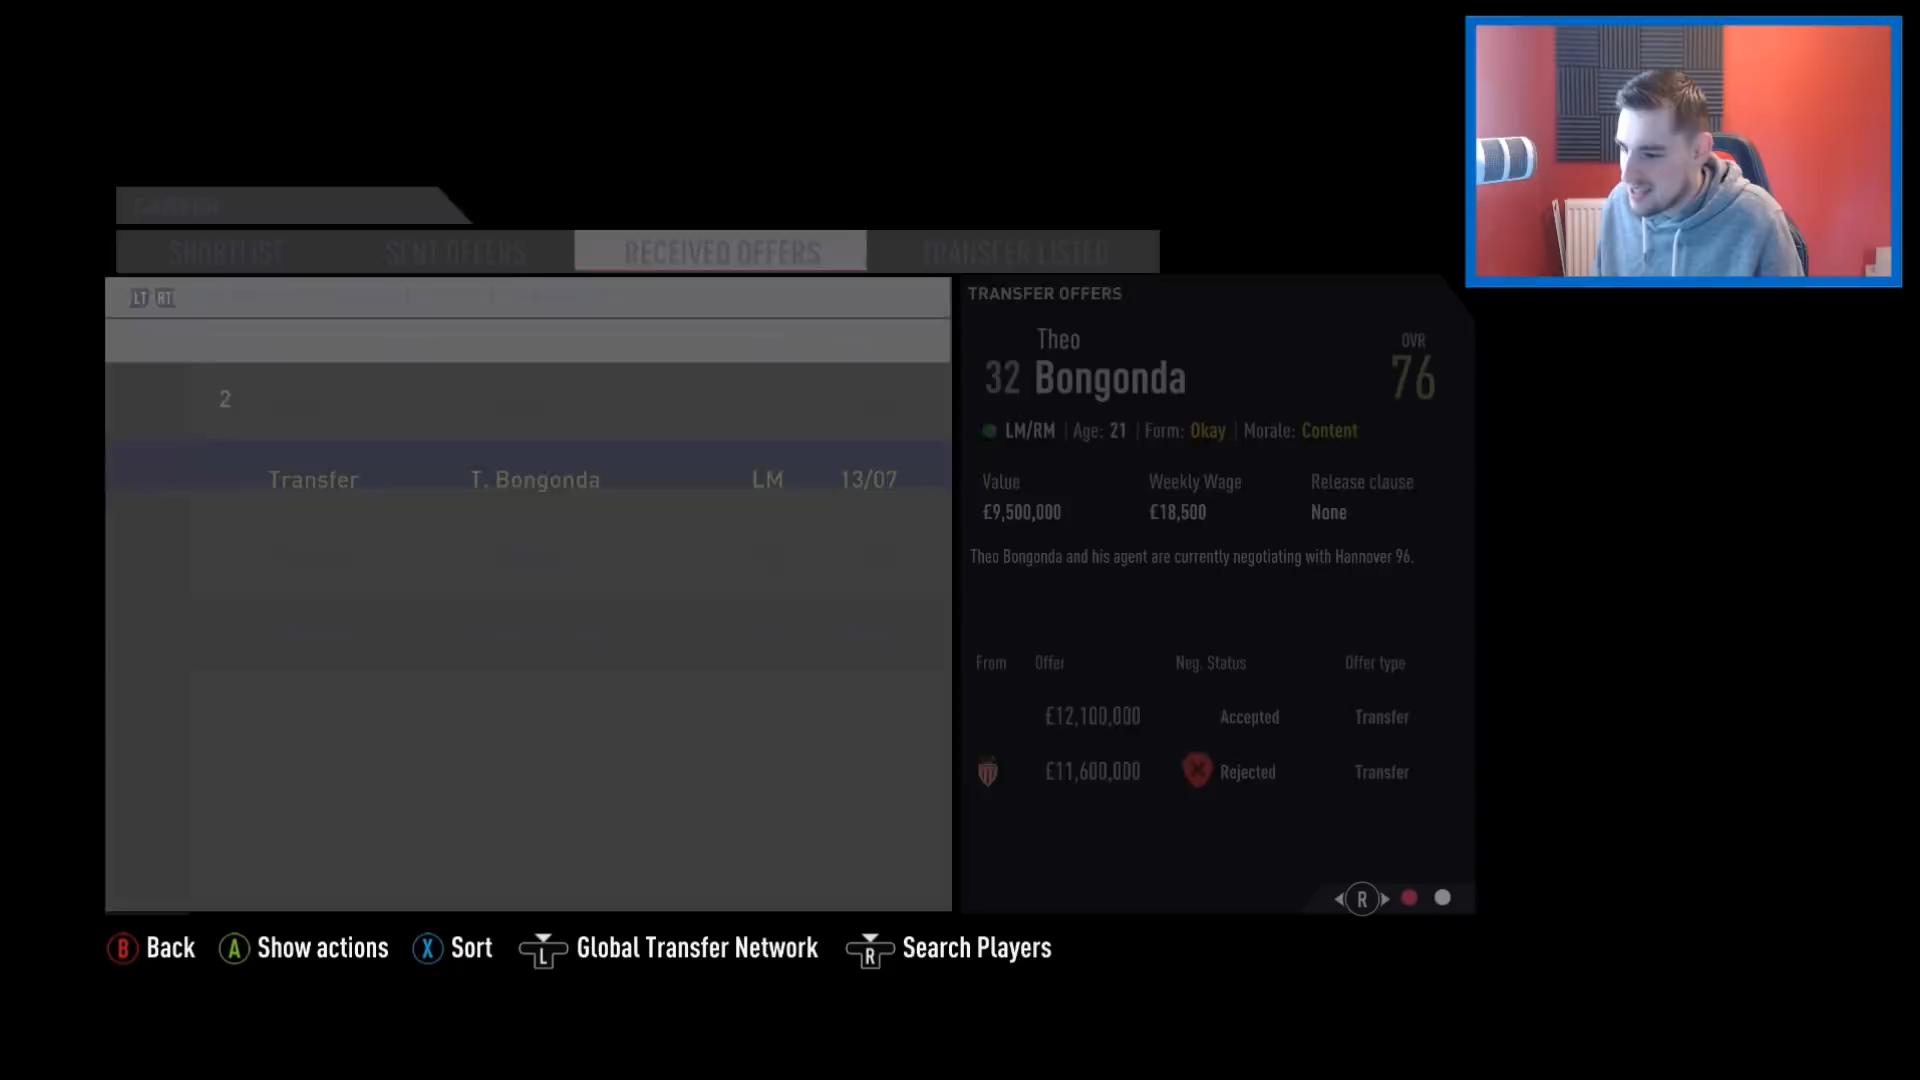 SHORTLIST SENT OFFERS RECEIVED OFFERS TRANSFER LISTED
LT RT
2
Transfer T. Bongonda LM 13/07
TRANSFER OFFERS
Theo
32 Bongonda
OVR
76
LM/RM | Age: 21 | Form: Okay | Morale: Content
Value Weekly Wage Release clause
£9,500,000 £18,500 None
Theo Bongonda and his agent are currently negotiating with Hannover 96.
From Offer Neg. Status Offer type
£12,100,000 Accepted Transfer
£11,600,000 Rejected Transfer
R
B Back A Show actions X Sort L Global Transfer Network R Search Players